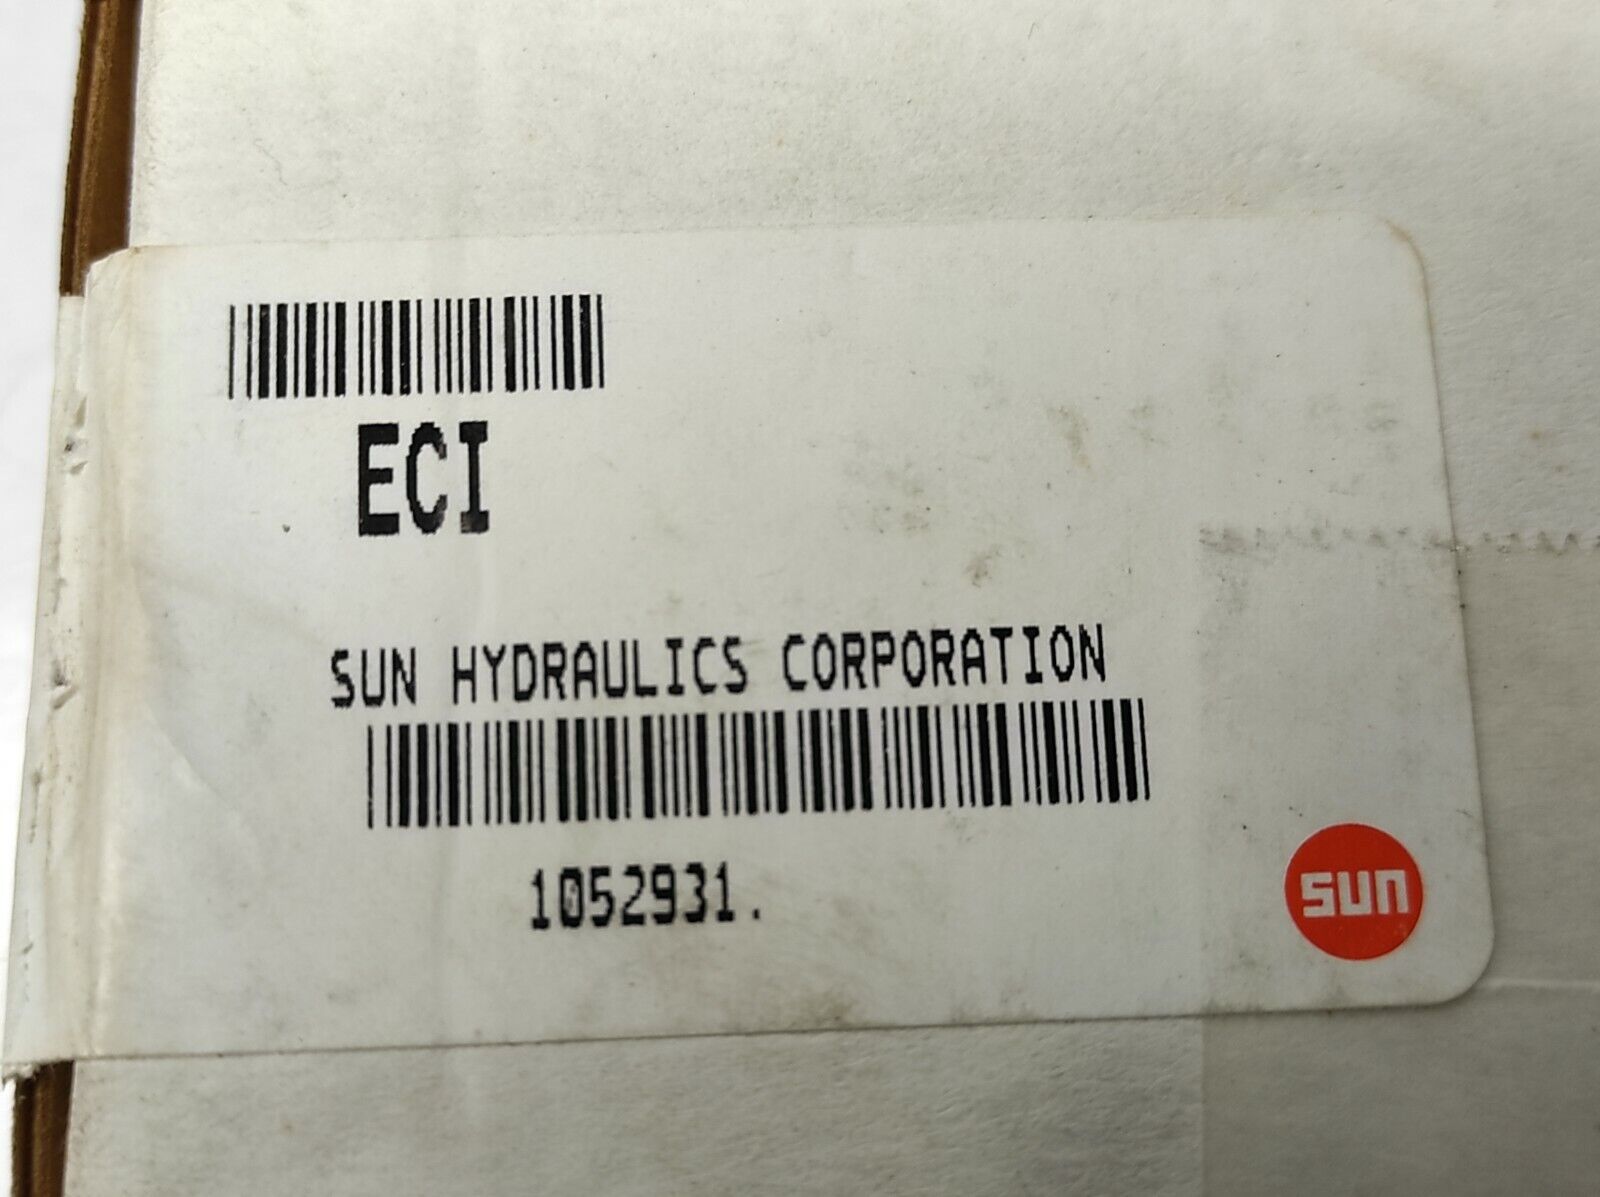 ECI
SUN HYDRAULICS CORPORATION
1052931.
sun